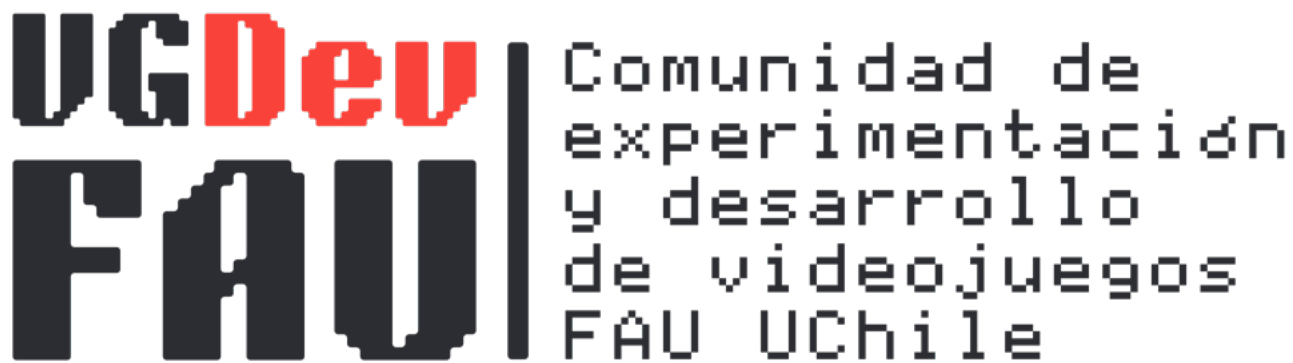 VGDev
FAU
Comunidad de
experimentación
y desarrollo
de videojuegos
FAU UChile